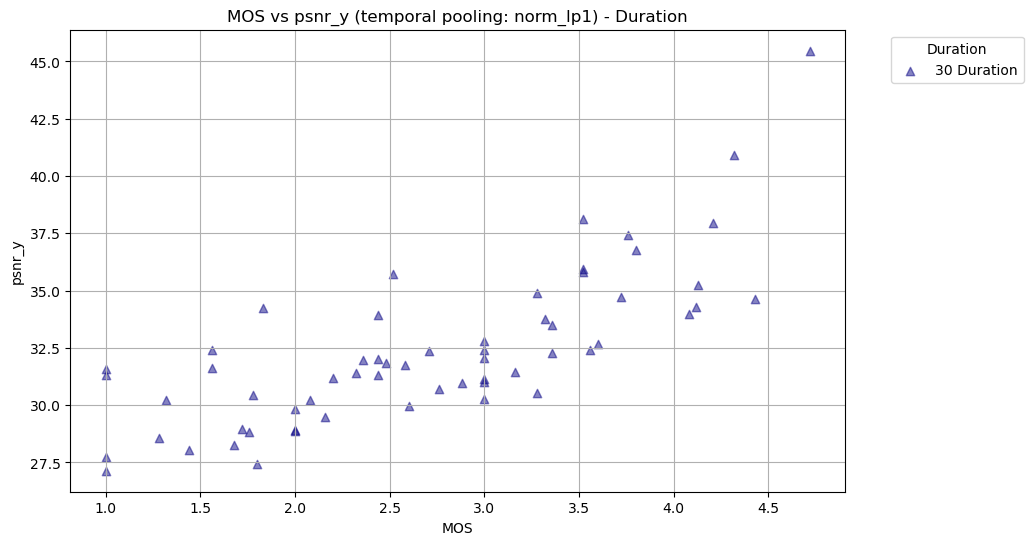 MOS vs psnr_y (temporal pooling: norm_lp1) - Duration
Duration
30 Duration
45.0
42.5
40.0
37.5
35.0
32.5
30.0
27.5
psnr_y
1.0 1.5 2.0 2.5 3.0 3.5 4.0 4.5
MOS